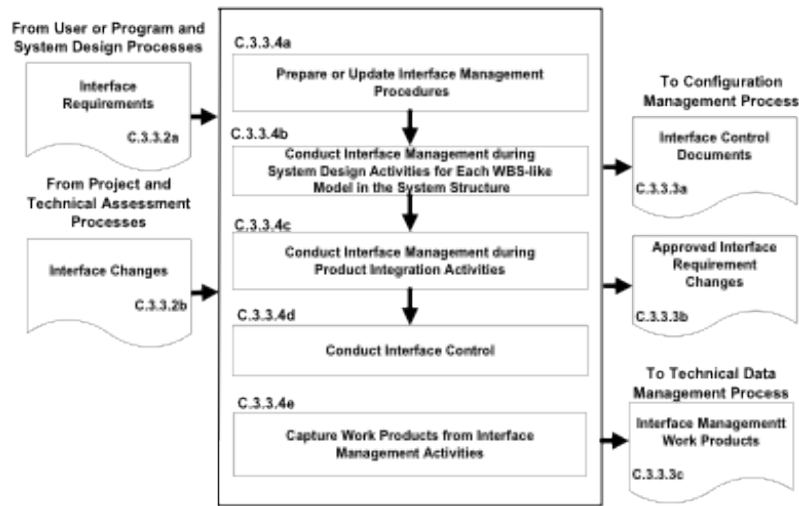 From User or Program and
System Design Processes
Interface
Requirements
C.3.3.2a
From Project and
Technical Assessment
Processes
Interface Changes
C.3.3.2b
C.3.3.4a
Prepare or Update Interface Management
Procedures
C.3.3.4b
Conduct Interface Management during
System Design Activities for Each WBS-like
Model in the System Structure
C.3.3.4c
Conduct Interface Management during
Product Integration Activities
C.3.3.4d
Conduct Interface Control
C.3.3.4e
Capture Work Products from Interface
Management Activities
To Configuration
Management Process
Interface Control
Documents
C.3.3.3a
Approved Interface
Requirement
Changes
C.3.3.3b
To Technical Data
Management Process
Interface Managementt
Work Products
C.3.3.3c